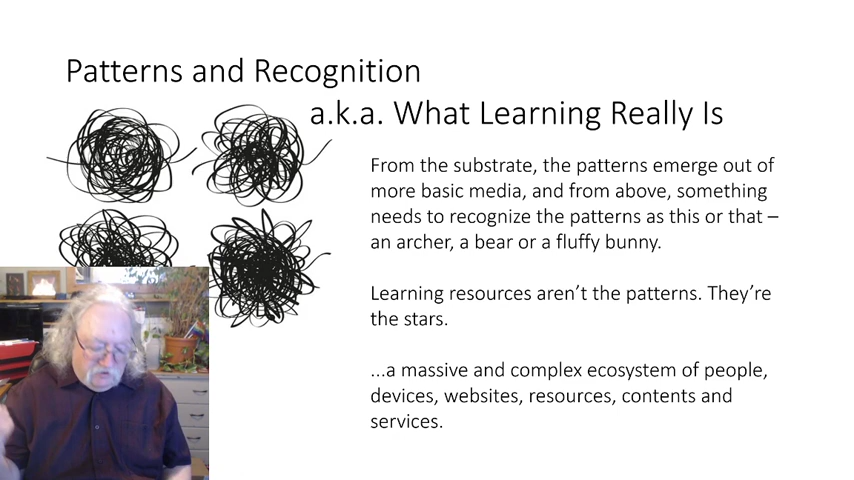 Patterns and Recognition
a.k.a. What Learning Really Is
From the substrate, the patterns emerge out of
more basic media, and from above, something
needs to recognize the patterns as this or that –
an archer, a bear or a fluffy bunny.
Learning resources aren’t the patterns. They’re
the stars.
...a massive and complex ecosystem of people,
devices, websites, resources, contents and
services.